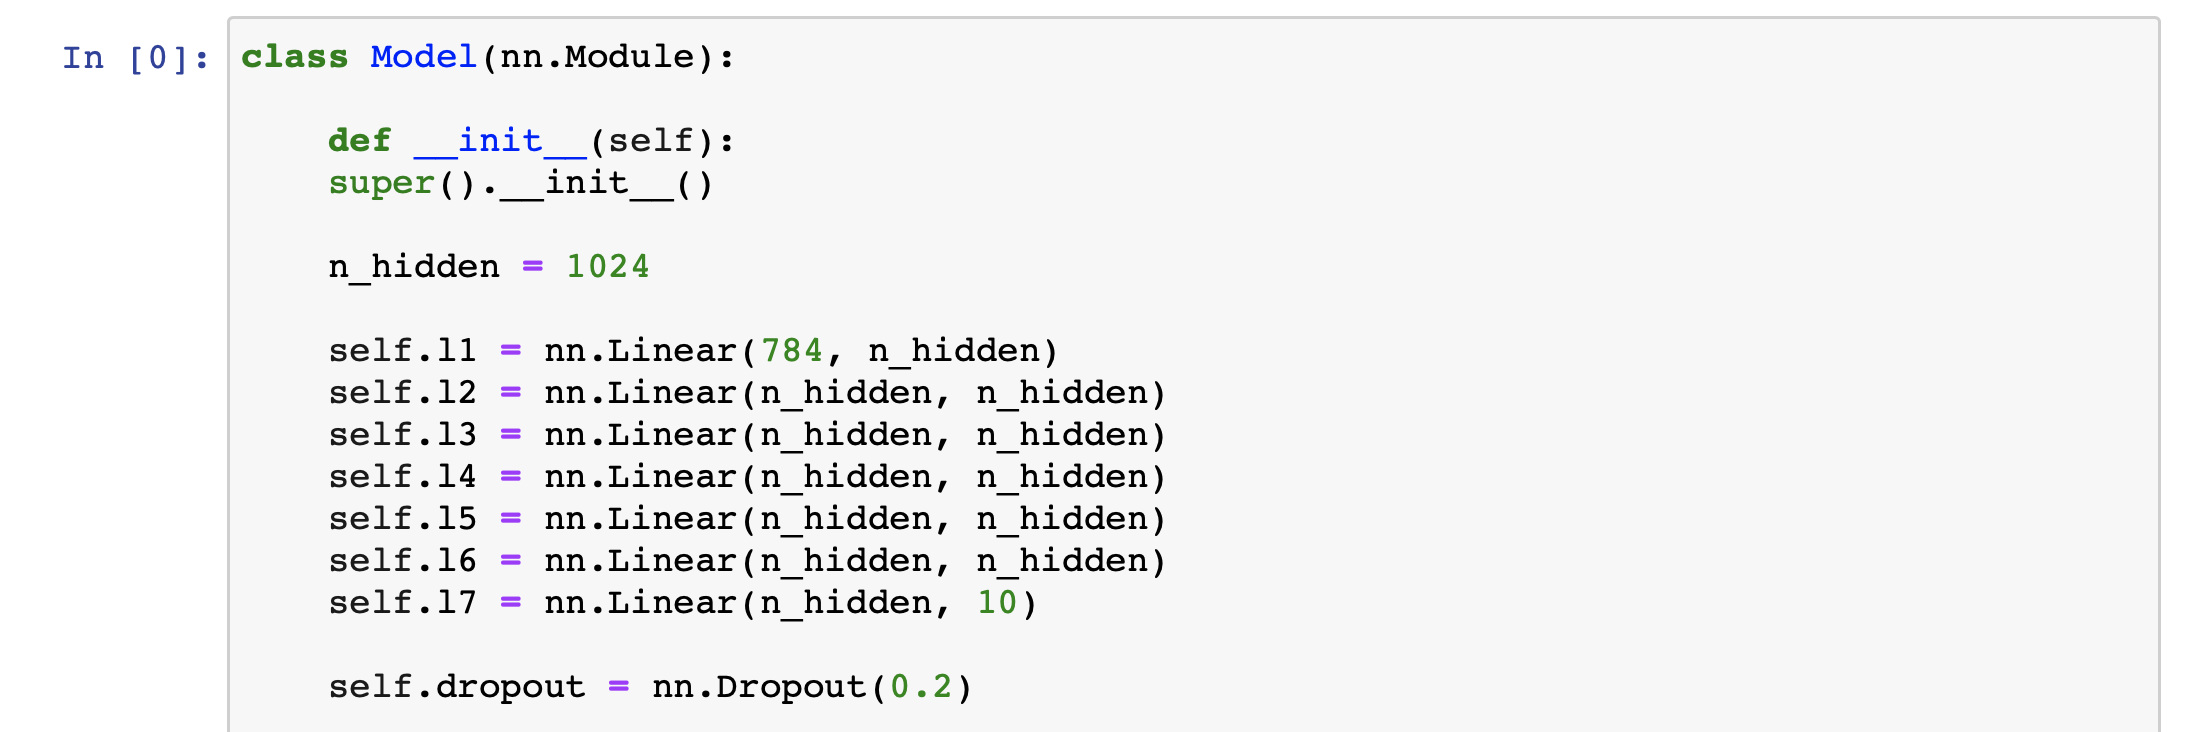 In [0]: class Model(nn.Module):
def __init__(self):
super().__init__()
n_hidden = 1024
self.l1 = nn.Linear(784, n_hidden)
self.l2 = nn.Linear(n_hidden, n_hidden)
self.l3 = nn.Linear(n_hidden, n_hidden)
self.l4 = nn.Linear(n_hidden, n_hidden)
self.l5 = nn.Linear(n_hidden, n_hidden)
self.l6 = nn.Linear(n_hidden, n_hidden)
self.l7 = nn.Linear(n_hidden, 10)
self.dropout = nn.Dropout(0.2)